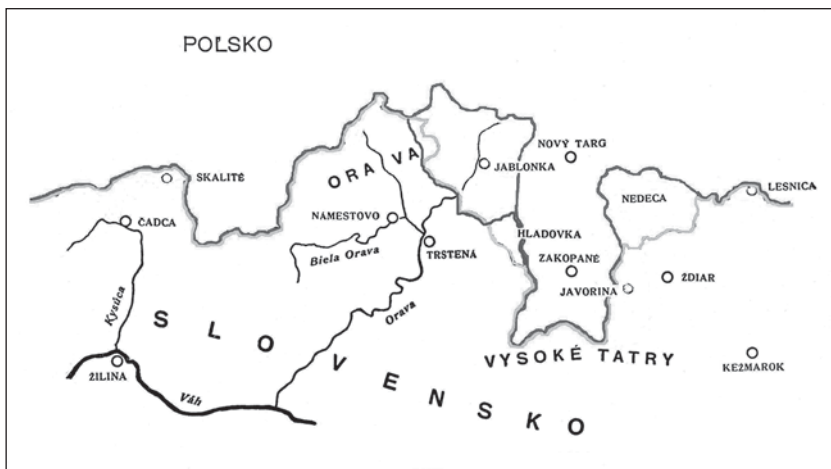 POĽSKO
NOVÝ TARG
JABLONKA
SKALITÉ
ORAVA
NEDECA
LESNICA
ČADCA
NAMESTOVO
HLADOVKA
TRSTENÁ
Biela Orava
ZAKOPANÉ
ŽDIAR
JAVORINA
Kysúca
Orava
SLOVENSKO
VYSOKÉ TATRY
ŽILINA
KEŽMAROK
Váh